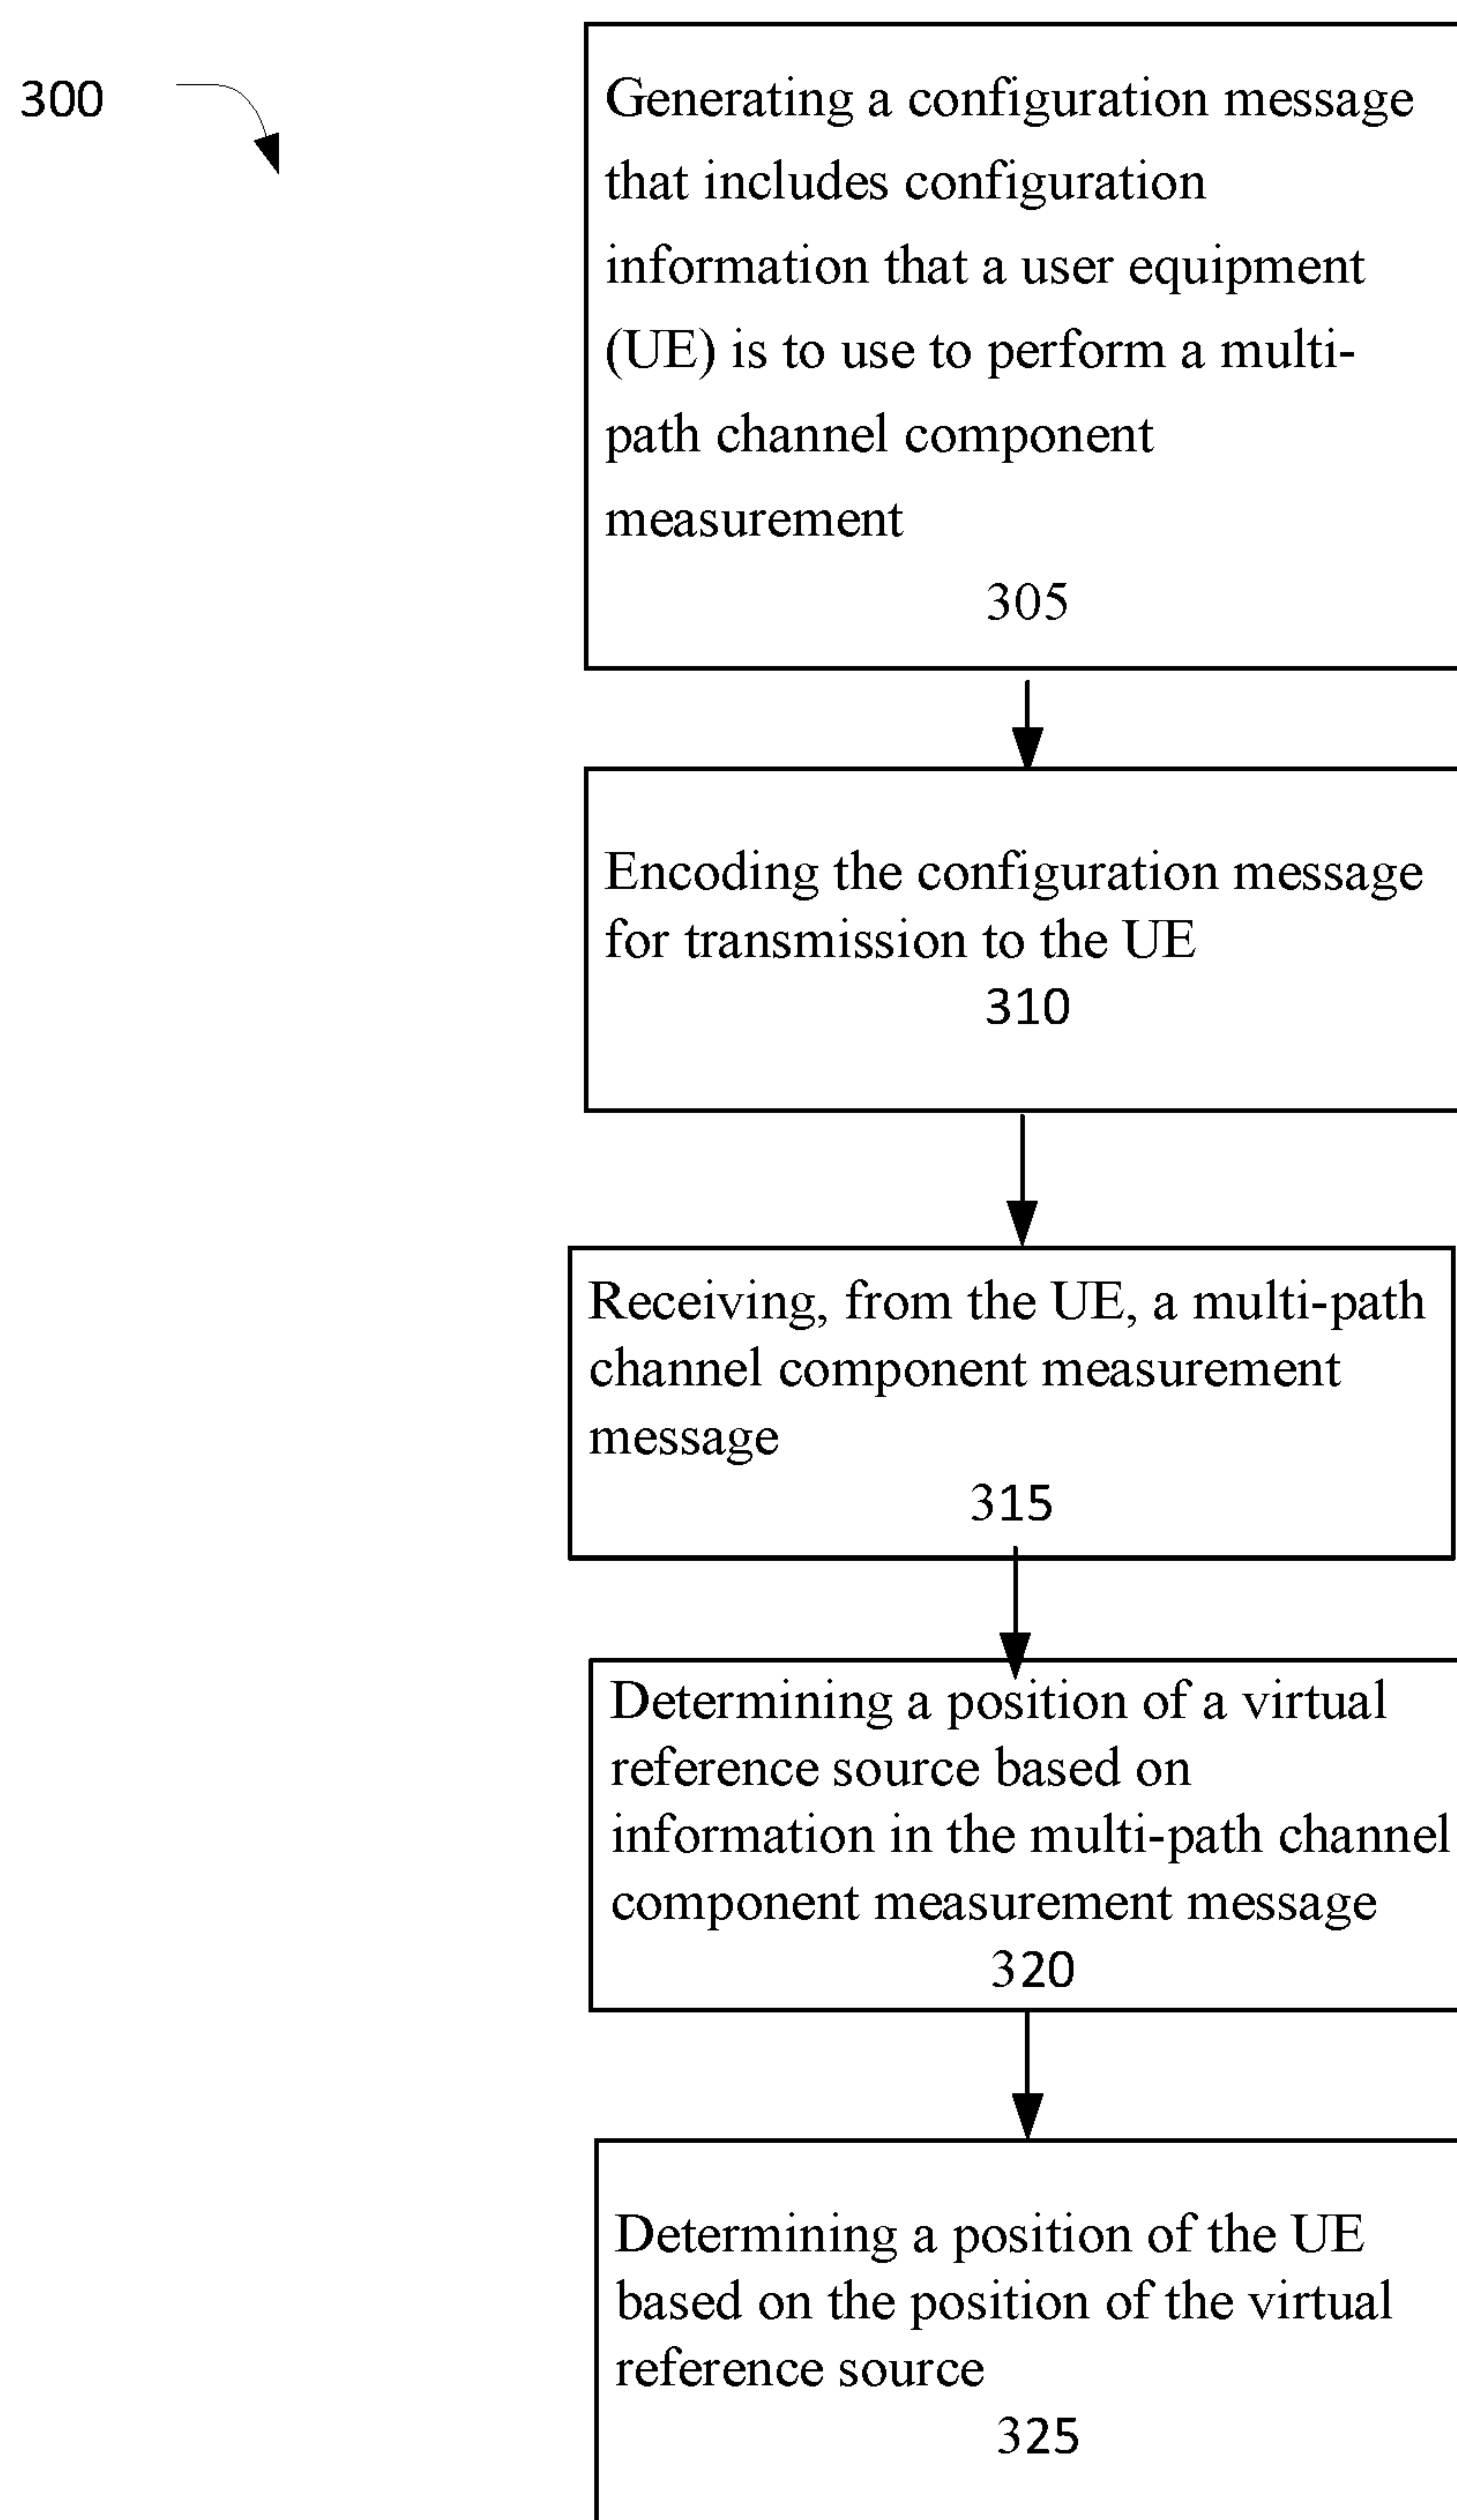 300
Generating a configuration message
that includes configuration
information that a user equipment
(UE) is to use to perform a multi-
path channel component
measurement
305
Encoding the configuration message
for transmission to the UE
310
Receiving, from the UE, a multi-path
channel component measurement
message
315
Determining a position of a virtual
reference source based on
information in the multi-path channel
component measurement message
320
Determining a position of the UE
based on the position of the virtual
reference source
325